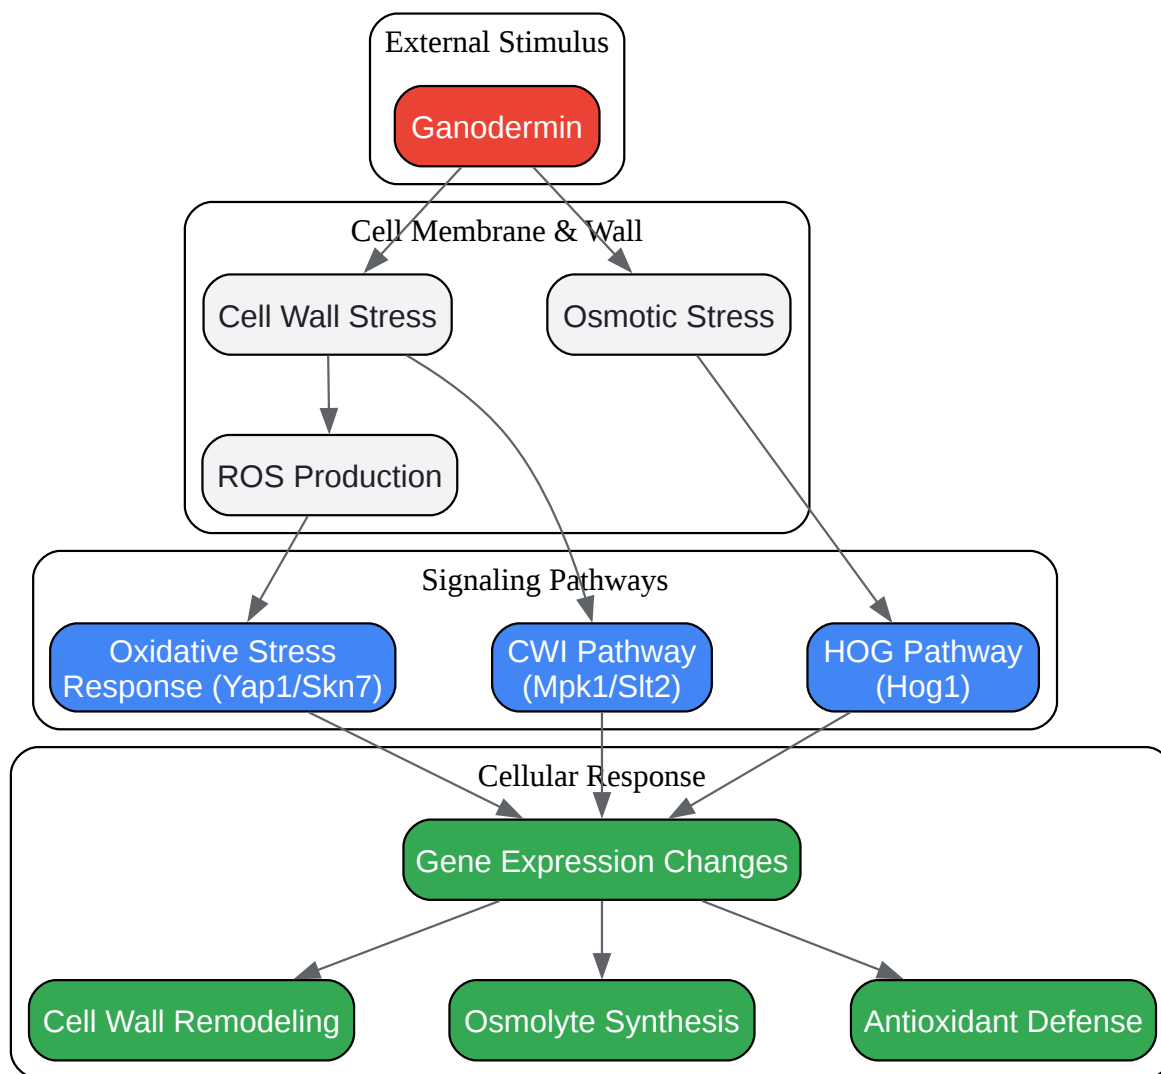 External Stimulus
Ganodermin
Cell Membrane & Wall
Cell Wall Stress
Osmotic Stress
ROS Production
Signaling Pathways
Oxidative Stress
Response (Yap1/Skn7)
CWI Pathway
(Mpk1/Slt2)
HOG Pathway
(Hog1)
Cellular Response
Gene Expression Changes
Cell Wall Remodeling
Osmolyte Synthesis
Antioxidant Defense